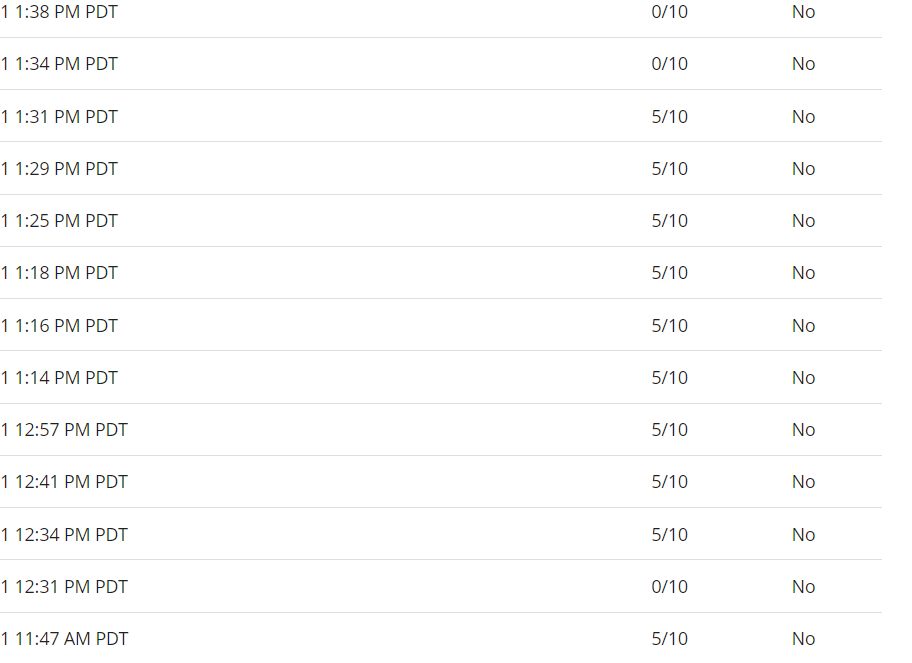 1 1:38 PM PDT 0/10 No
1 1:34 PM PDT 0/10 No
1 1:31 PM PDT 5/10 No
1 1:29 PM PDT 5/10 No
1 1:25 PM PDT 5/10 No
1 1:18 PM PDT 5/10 No
1 1:16 PM PDT 5/10 No
1 1:14 PM PDT 5/10 No
1 12:57 PM PDT 5/10 No
1 12:41 PM PDT 5/10 No
1 12:34 PM PDT 5/10 No
1 12:31 PM PDT 0/10 No
1 11:47 AM PDT 5/10 No